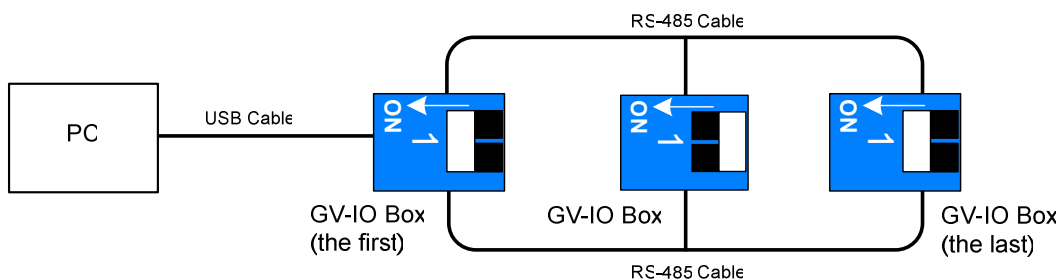 RS-485 Cable
PC
USB Cable
ON
1
ON
1
ON
1
GV-IO Box
(the first)
GV-IO Box
GV-IO Box
(the last)
RS-485 Cable